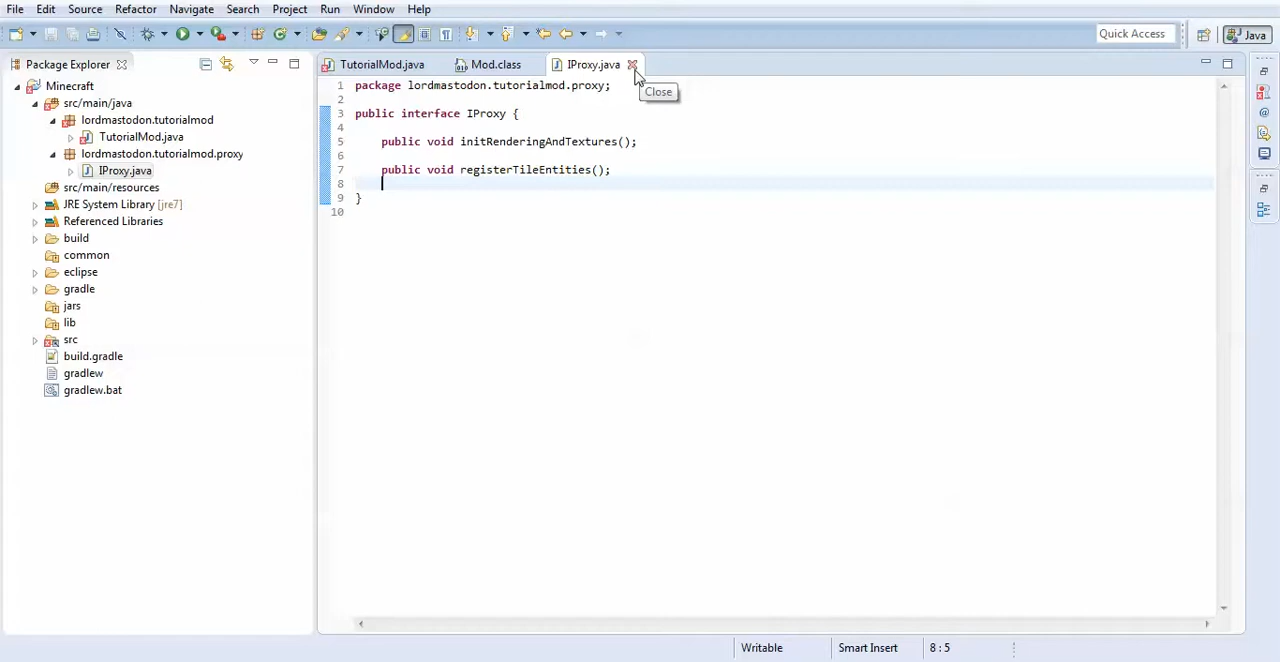 File Edit Source Refactor Navigate Search Project Run Window Help
Quick Access
Java
Package Explorer
TutorialMod.java
Mod.class
IProxy.java
Close
Minecraft
src/main/java
lordmastodon.tutorialmod
TutorialMod.java
lordmastodon.tutorialmod.proxy
IProxy.java
src/main/resources
JRE System Library [jre7]
Referenced Libraries
build
common
eclipse
gradle
jars
lib
src
build.gradle
gradlew
gradlew.bat
1 package lordmastodon.tutorialmod.proxy;
2
3 public interface IProxy {
4
5 public void initRenderingAndTextures();
6
7 public void registerTileEntities();
8
9 }
10
Writable
Smart Insert
8 : 5